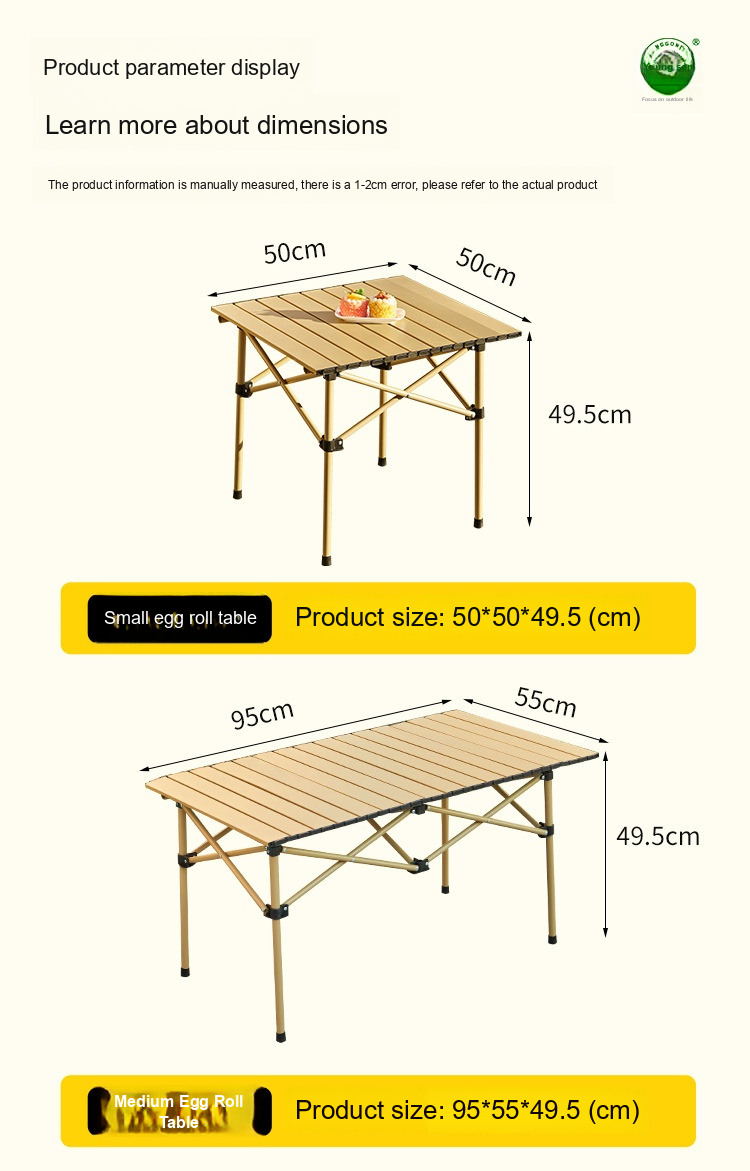 Product parameter display
Learn more about dimensions
The product information is manually measured, there is a 1-2cm error, please refer to the actual product
Focus on outdoor life
50cm
50cm
49.5cm
Small egg roll table
Product size: 50*50*49.5 (cm)
95cm
55cm
49.5cm
Medium Egg Roll
Table
Product size: 95*55*49.5 (cm)